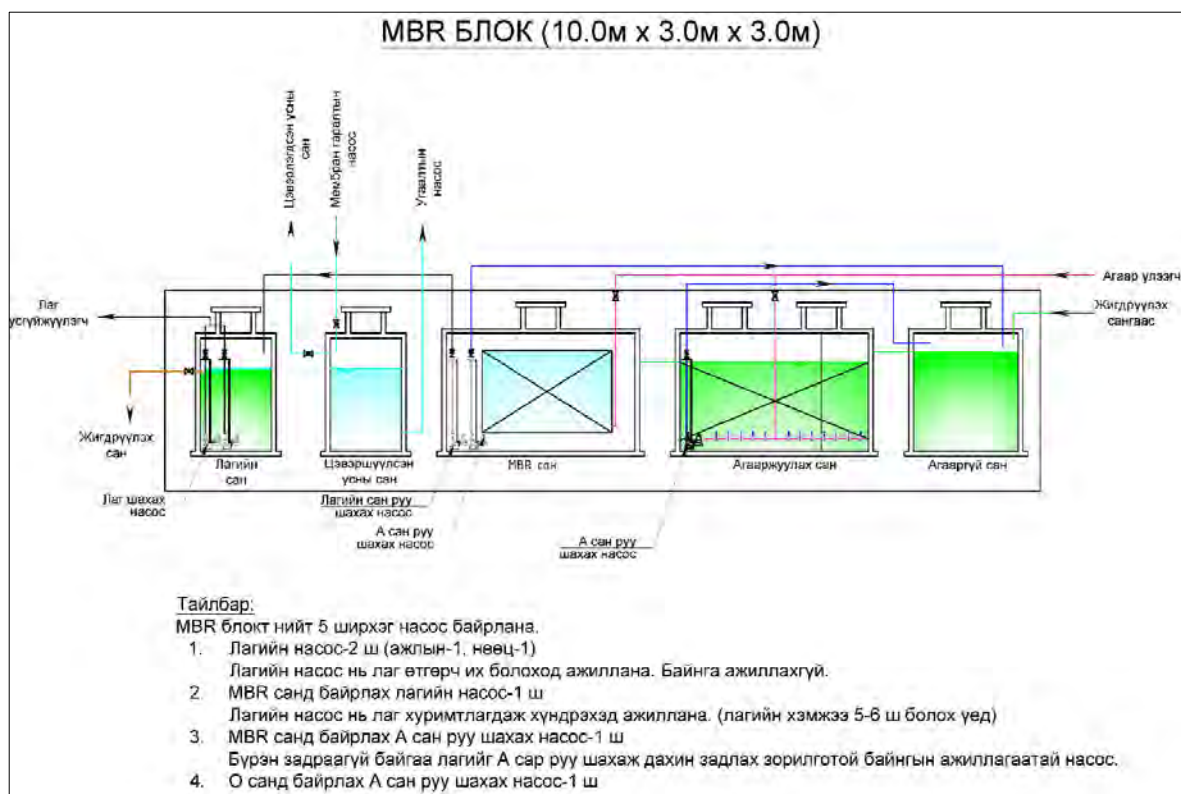 МBR БЛОК (10.0м х 3.0м х 3.0м)
Цэвэрлэгдсэн усны
сан
Мембран гаралтын
насос
Угаалтын
насос
Агаар үлээгч
Жигдрүүлэх
сангаас
Лаг
усгүйжүүлэгч
Жигдрүүлэх
сан
Лагийн
сан
Цэвэршүүлсэн
усны сан
MBR сан
Агааржуулах сан
Агааргүй сан
Лаг шахах
насос
Лагийн сан руу
шахах насос
А сан руу
шахах насос
А сан руу
шахах насос
Тайлбар:
MBR блокт нийт 5 ширхэг насос байрлана.
1. Лагийн насос-2 ш (ажлын-1, нөөц-1)
Лагийн насос нь лаг өтгөрч их болоход ажиллана. Байнга ажиллахгүй.
2. MBR санд байрлах лагийн насос-1 ш
Лагийн насос нь лаг хуримтлагдаж хүндрэхэд ажиллана. (лагийн хэмжээ 5-6 ш болох үед)
3. MBR санд байрлах А сан руу шахах насос-1 ш
Бүрэн задраагүй байгаа лагийг А сар руу шахаж дахин задлах зорилготой байнгын ажиллагаатай насос.
4. О санд байрлах А сан руу шахах насос-1 ш